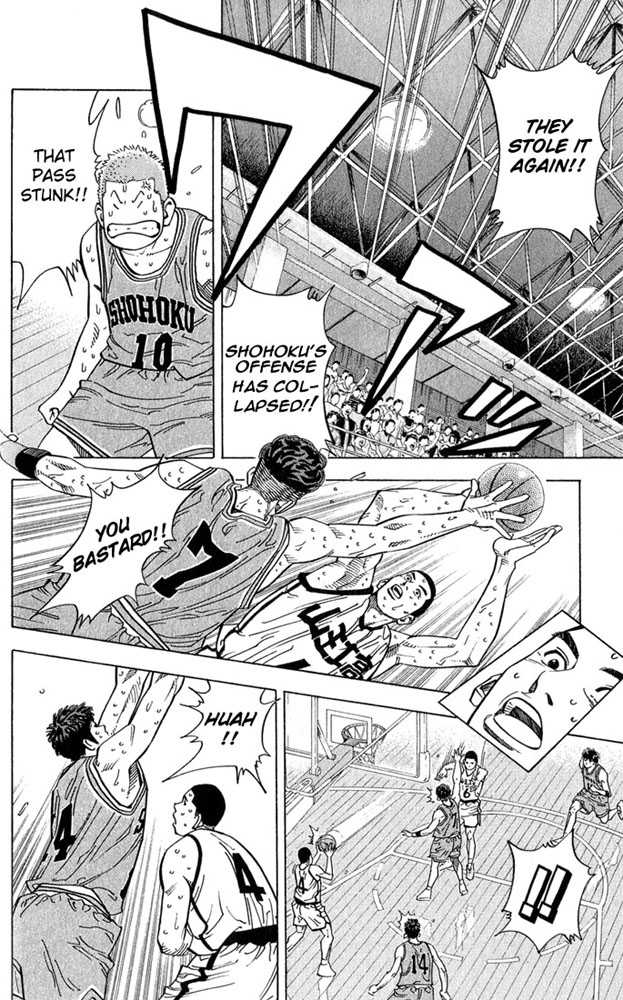 THEY
STOLE IT
AGAIN!!
SHOHOKU'S
OFFENSE
HAS COL-
LAPSED!!
THAT
PASS
STUNK!!
SHOHOKU
10
YOU
BASTARD!!
7
!!
14
HUAH
!!
4
4